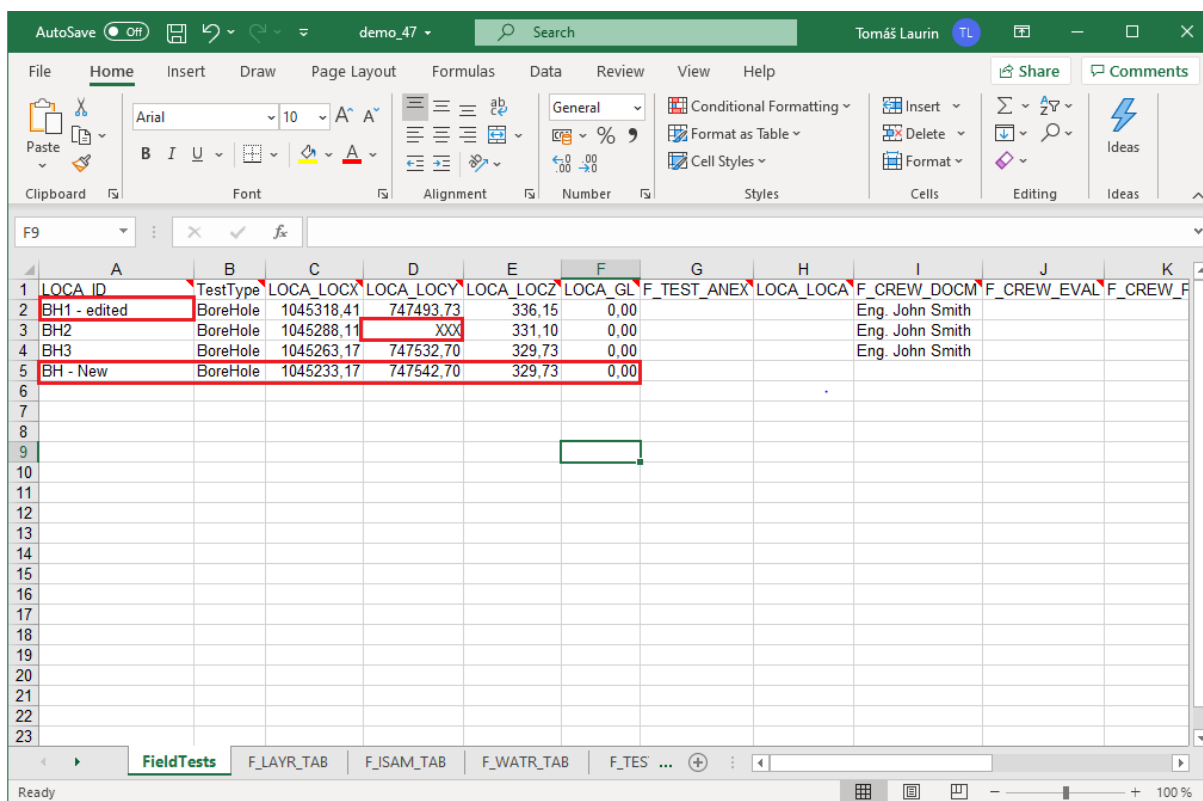 AutoSave Off demo_47 Search Tomáš Laurin TL
File Home Insert Draw Page Layout Formulas Data Review View Help Share Comments
Paste Arial 10 A A General Conditional Formatting Insert Ideas
B I U A ab % Format as Table Delete
Cell Styles Format
Clipboard Font Alignment Number Styles Cells Editing Ideas
F9 fx
A B C D E F G H I J K
1 LOCA_ID TestType LOCA_LOCX LOCA_LOCY LOCA_LOCZ LOCA_GL F_TEST_ANEX LOCA_LOCA F_CREW_DOCM F_CREW_EVAL F_CREW_F
2 BH1 - edited BoreHole 1045318,41 747493,73 336,15 0,00 Eng. John Smith
3 BH2 BoreHole 1045288,11 XXX 331,10 0,00 Eng. John Smith
4 BH3 BoreHole 1045263,17 747532,70 329,73 0,00 Eng. John Smith
5 BH - New BoreHole 1045233,17 747542,70 329,73 0,00
6
7
8
9
10
11
12
13
14
15
16
17
18
19
20
21
22
23
FieldTests F_LAYR_TAB F_ISAM_TAB F_WATR_TAB F_TES ...
Ready 100 %